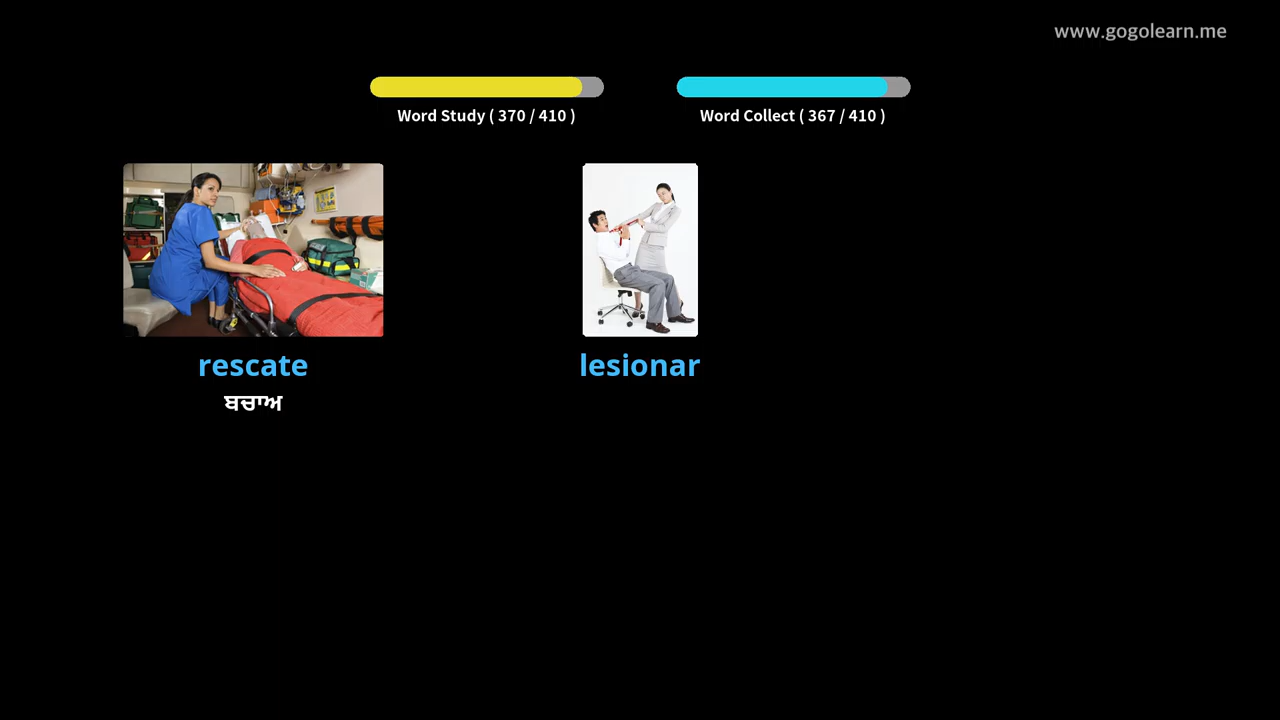 www.gogolearn.me
Word Study ( 370 / 410 )
Word Collect ( 367 / 410 )
rescate
lesionar
ਬਚਾਅ